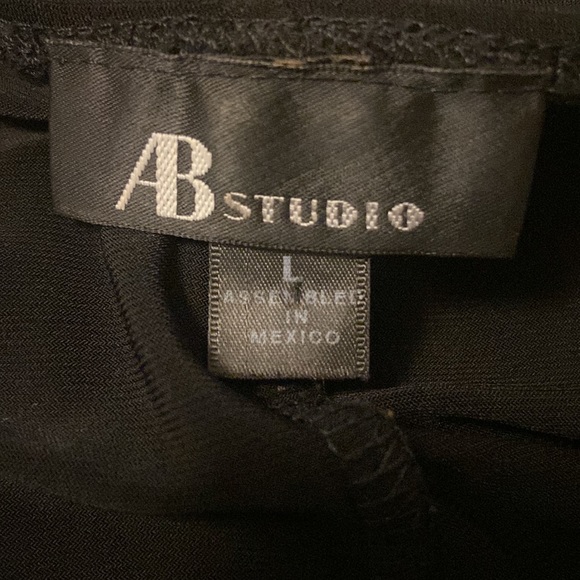 AB STUDIO
L
ASSEMBLED
IN
MEXICO